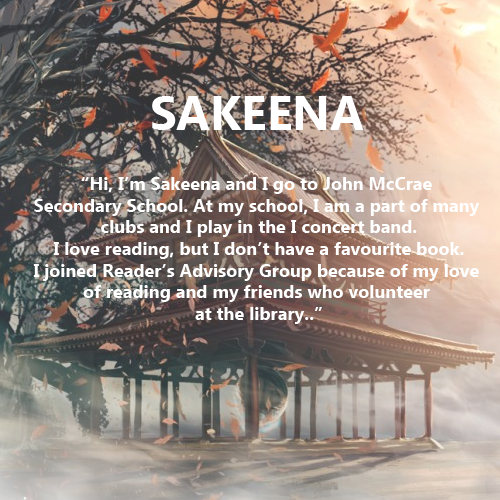 SAKEENA
“Hi, I’m Sakeena and I go to John McCrae
Secondary School. At my school, I am a part of many
clubs and I play in the I concert band.
I love reading, but I don’t have a favourite book.
I joined Reader’s Advisory Group because of my love
of reading and my friends who volunteer
at the library..”